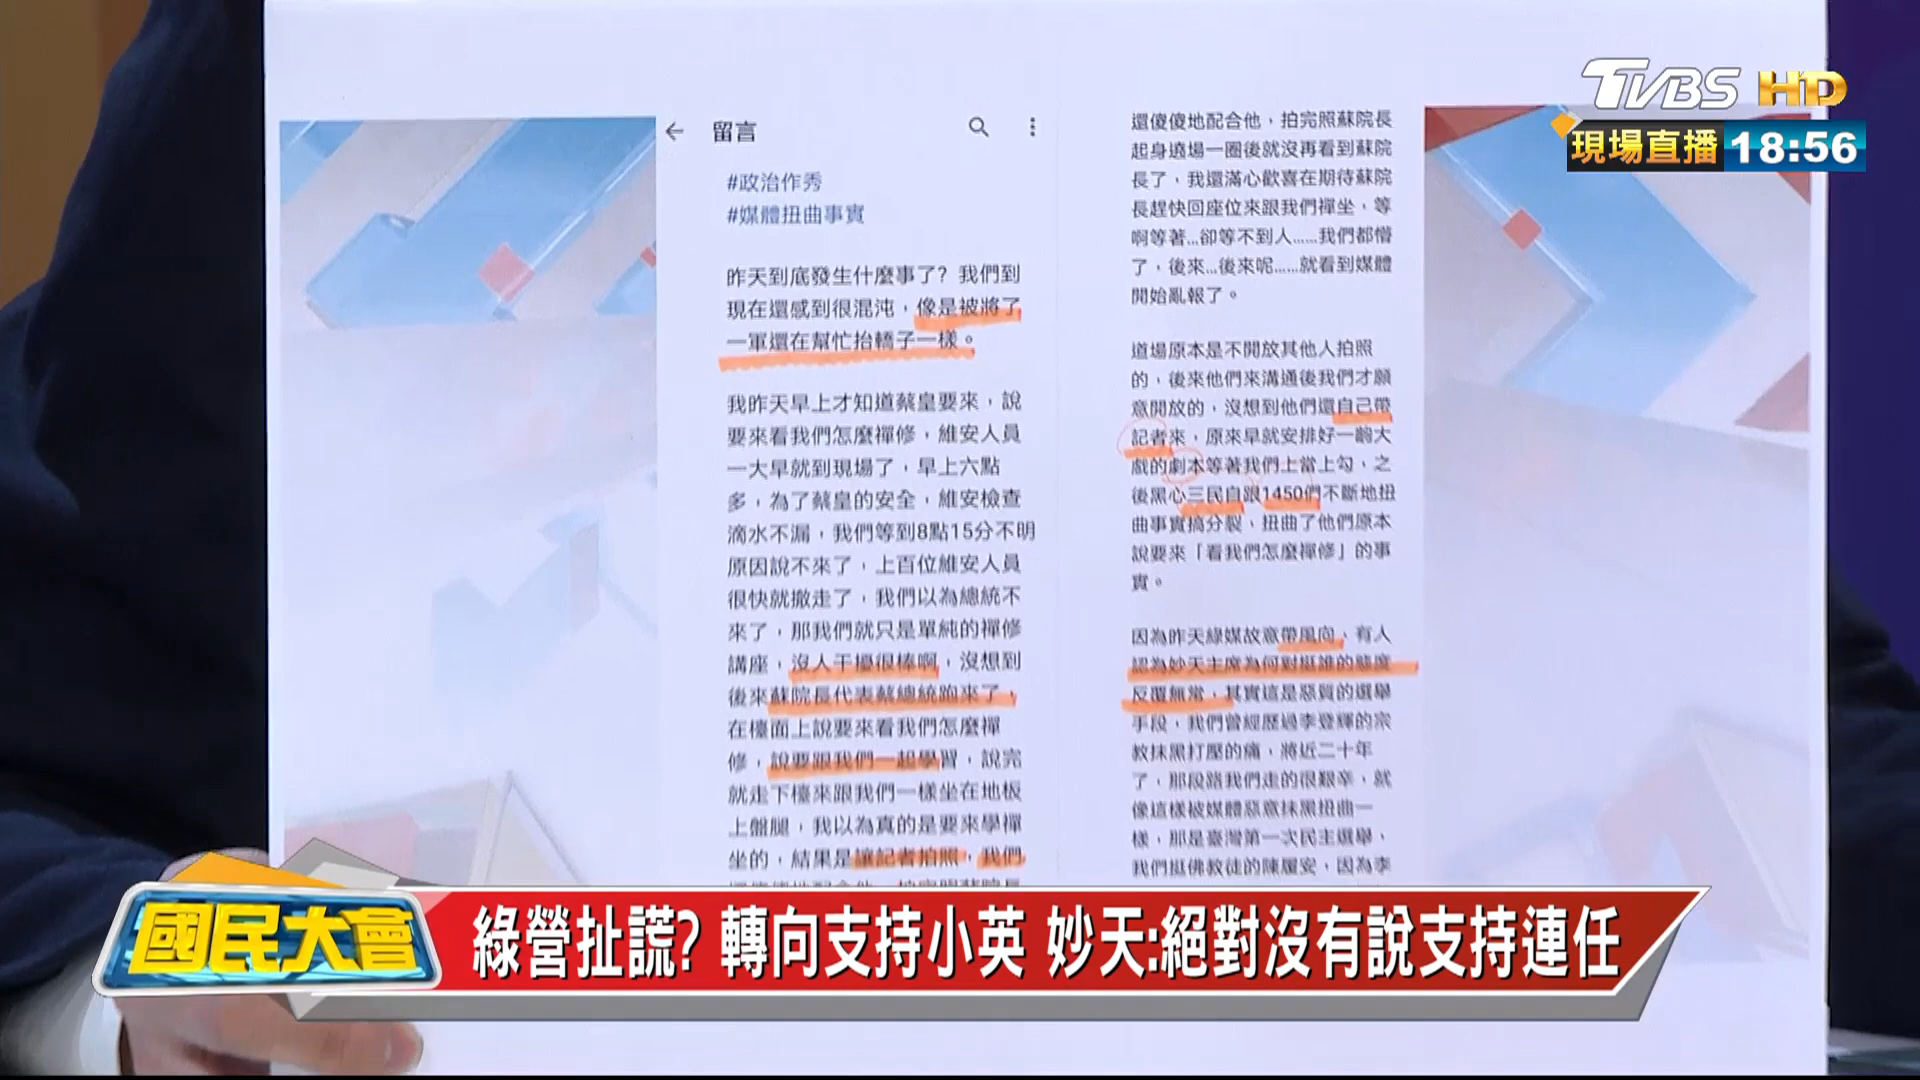 TVBS HD
現場直播 18:56
留言
#政治作秀
#媒體扭曲事實
昨天到底發生什麼事了？我們到
現在還感到很混沌，像是被將了
一軍還在幫忙抬轎子一樣。
我昨天早上才知道蔡皇要來，說
要來看我們怎麼禪修，維安人員
一大早就到現場了，早上六點
多，為了蔡皇的安全，維安檢查
滴水不漏，我們等到8點15分不明
原因說不來了，上百位維安人員
很快就撤走了，我們以為總統不
來了，那我們就只是單純的禪修
講座，沒人干擾很棒啊，沒想到
後來蘇院長代表蔡總統跑來了，
在檯面上說要來看我們怎麼禪
修，說要跟我們一起學習，說完
就走下檯來跟我們一樣坐在地板
上盤腿，我以為真的是要來學禪
坐的，結果是讓記者拍照，我們
還傻傻地配合他，拍完照蘇院長
起身遶場一圈後就沒再看到蘇院
長了，我還滿心歡喜在期待蘇院
長趕快回座位來跟我們禪坐，等
啊等著…卻等不到人……我們都懵
了，後來…後來呢……就看到媒體
開始亂報了。
道場原本是不開放其他人拍照
的，後來他們來溝通後我們才願
意開放的，沒想到他們還自己帶
記者來，原來早就安排好一齣大
戲的劇本等著我們上當上勾，之
後黑心三民自跟1450們不斷地扭
曲事實搞分裂，扭曲了他們原本
說要來「看我們怎麼禪修」的事
實。
因為昨天綠媒故意帶風向，有人
認為妙天主席為何對挺誰的態度
反覆無常，其實這是惡質的選舉
手段，我們曾經歷過李登輝的宗
教抹黑打壓的痛，將近二十年
了，那段路我們走的很艱辛，就
像這樣被媒體惡意抹黑扭曲一
樣，那是臺灣第一次民主選舉，
我們挺佛教徒的陳履安，因為李
國民大會
綠營扯謊? 轉向支持小英 妙天:絕對沒有說支持連任